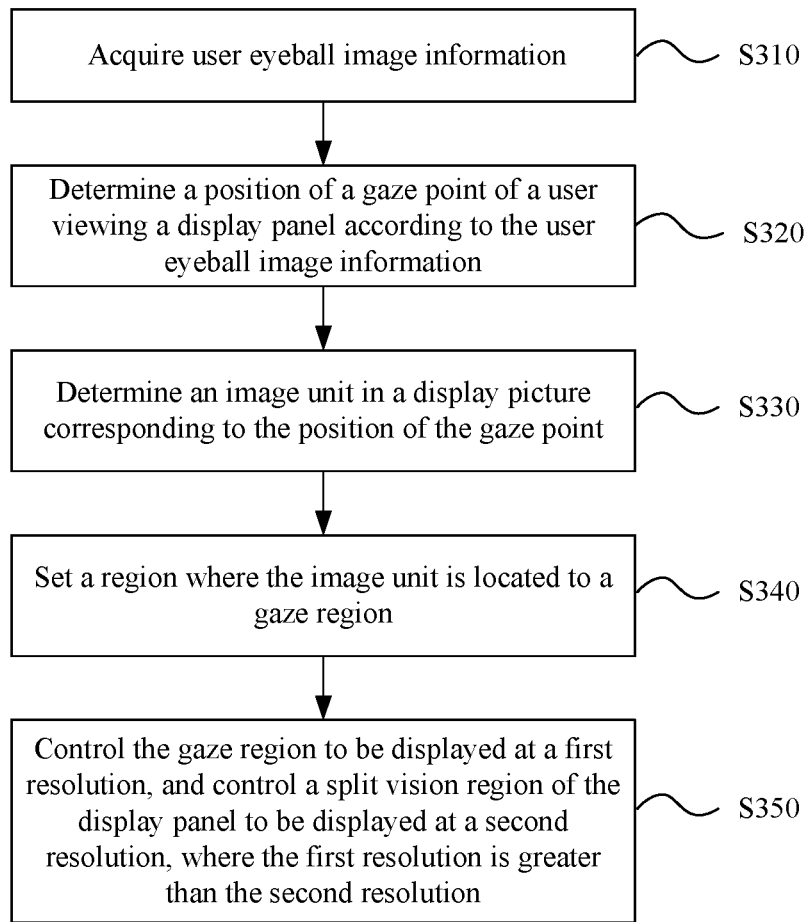 Acquire user eyeball image information
S310
Determine a position of a gaze point of a user
viewing a display panel according to the user
eyeball image information
S320
Determine an image unit in a display picture
corresponding to the position of the gaze point
S330
Set a region where the image unit is located to a
gaze region
S340
Control the gaze region to be displayed at a first
resolution, and control a split vision region of the
display panel to be displayed at a second
resolution, where the first resolution is greater
than the second resolution
S350